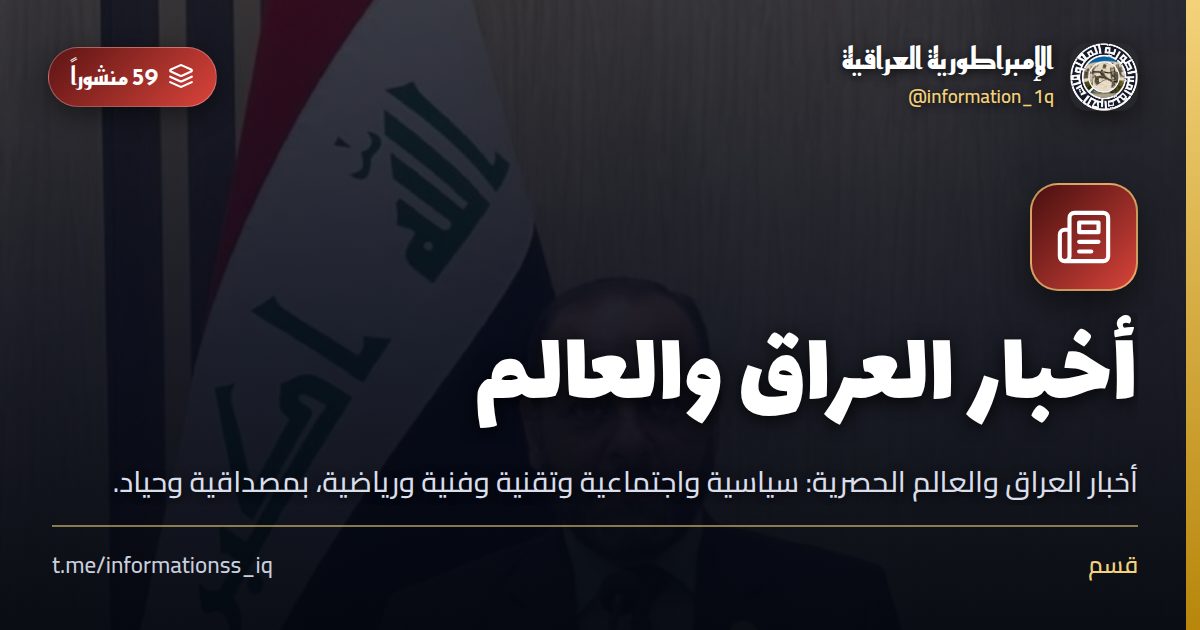 الإمبراطورية العراقية
@information_1q
59 منشوراً
أخبار العراق والعالم
أخبار العراق والعالم الحصرية: سياسية واجتماعية وتقنية وفنية ورياضية، بمصداقية وحياد.
قسم
t.me/informationss_iq
الله